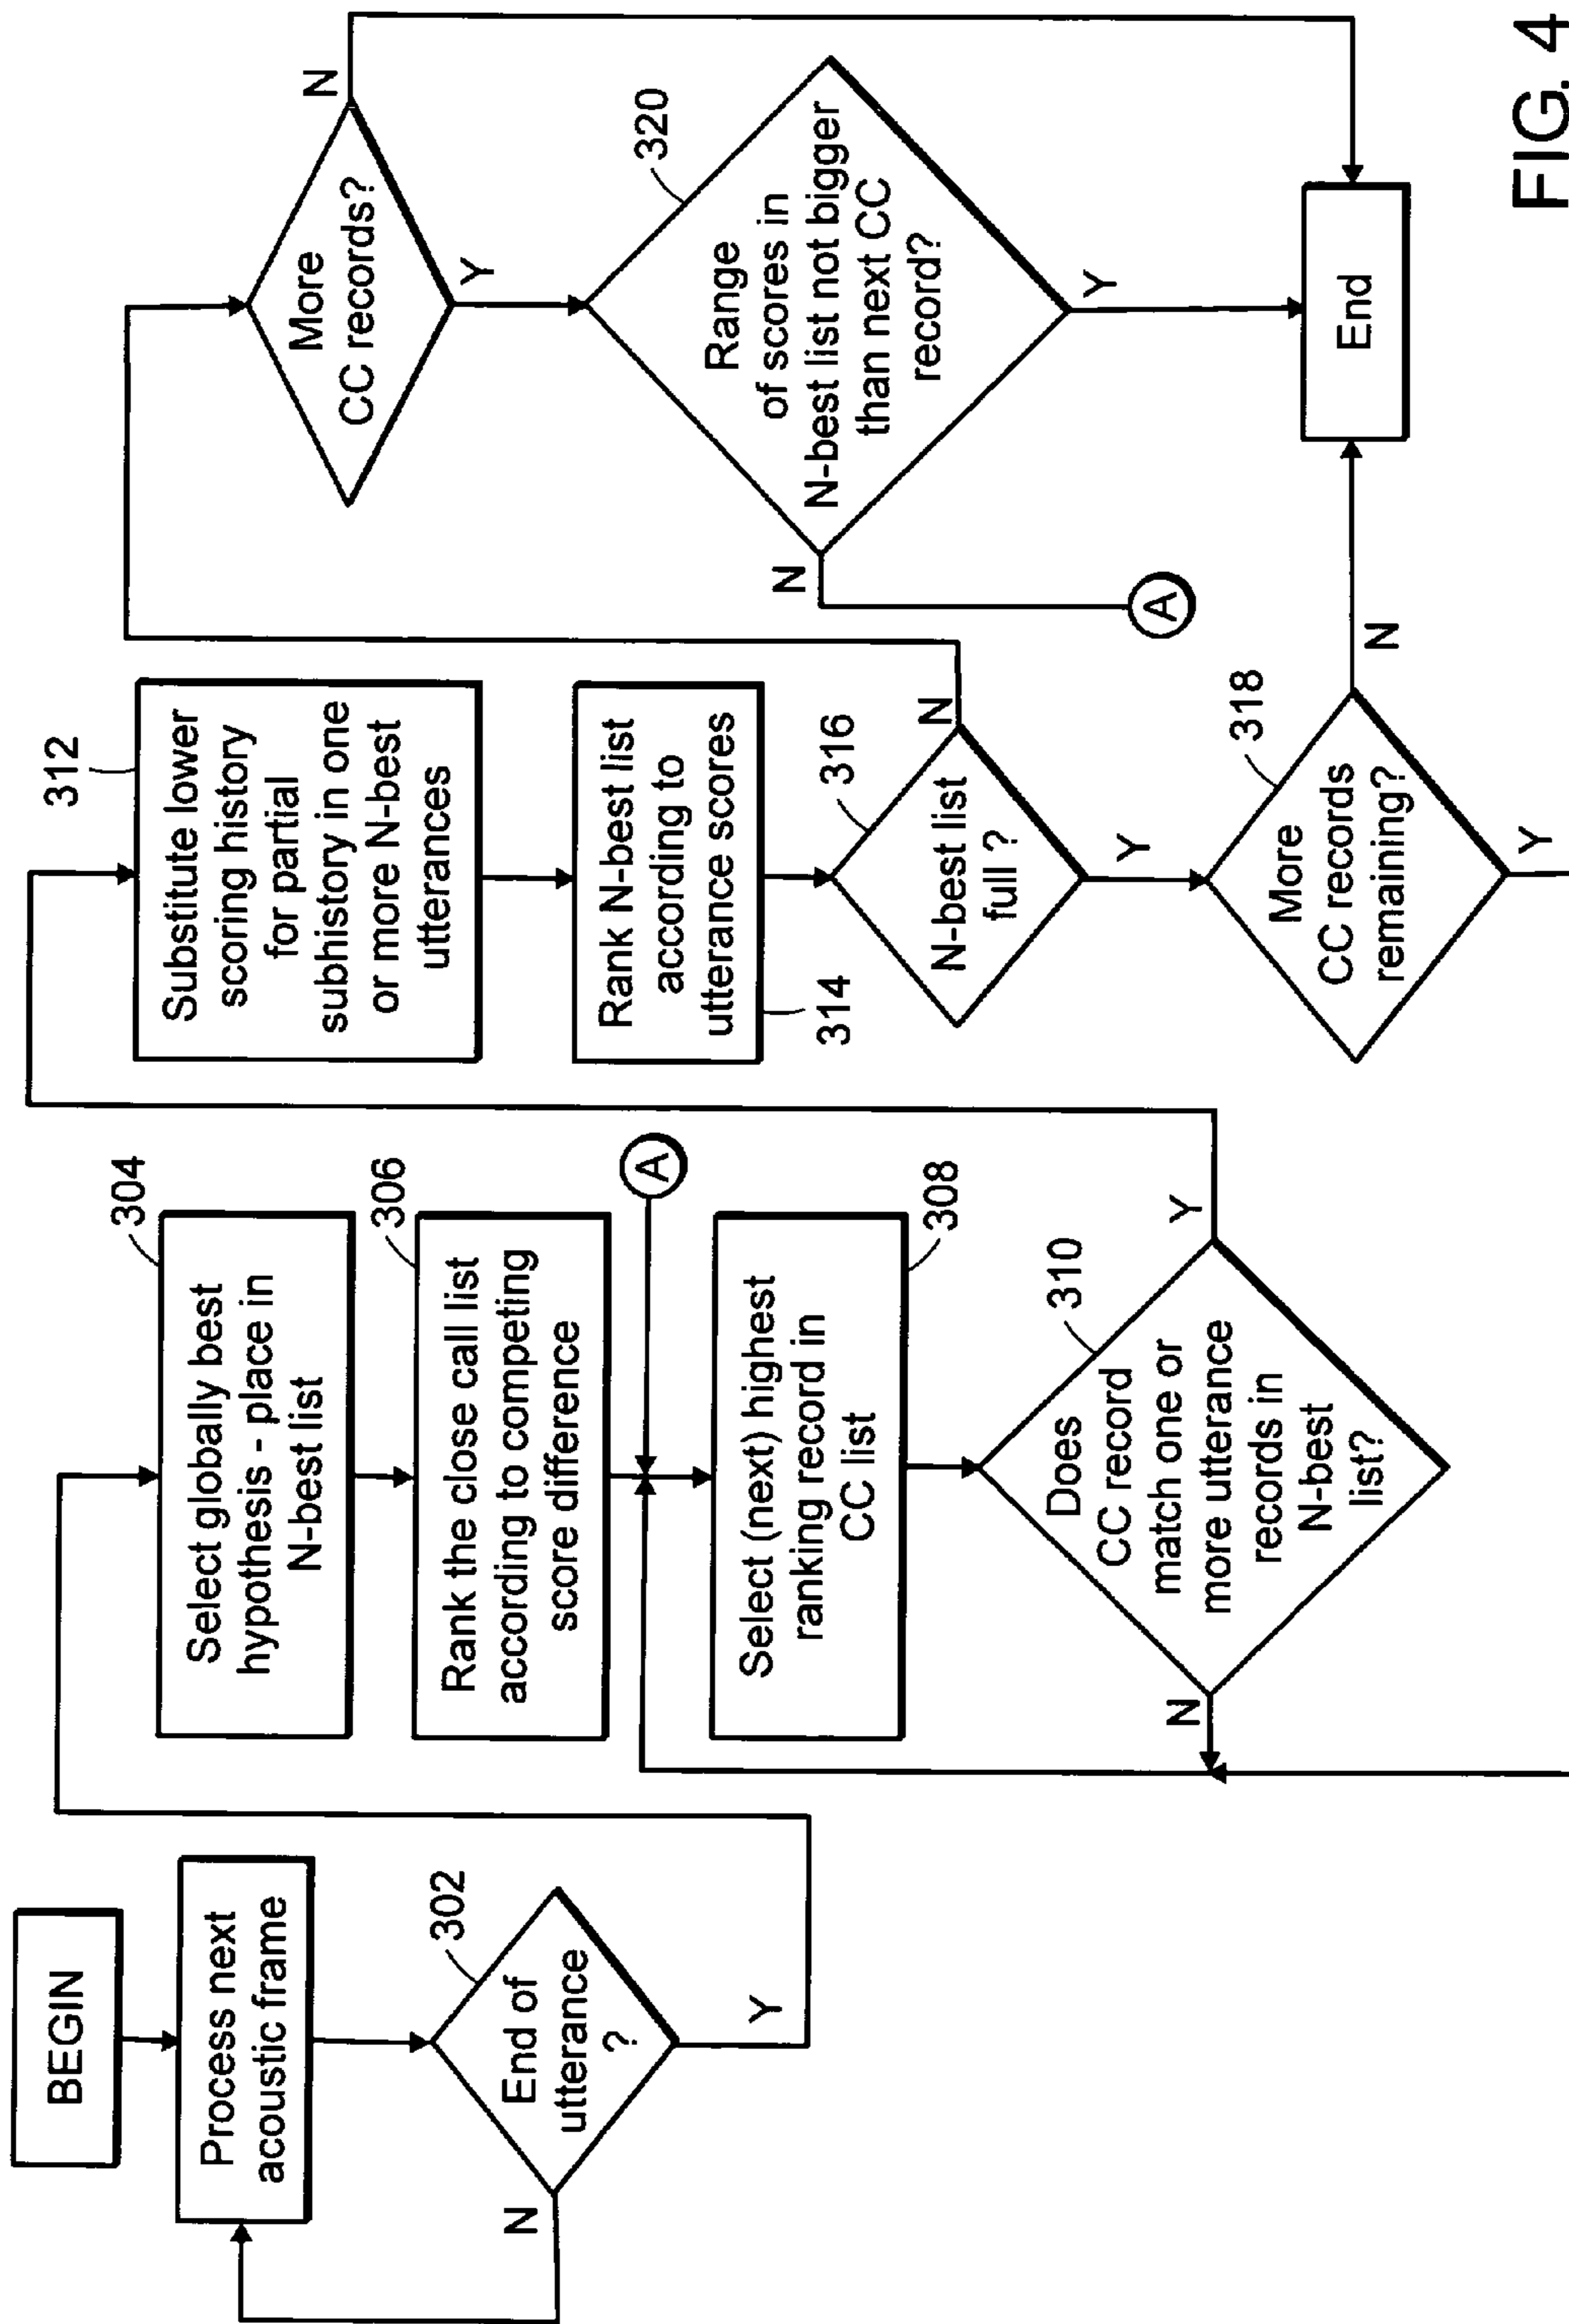 BEGIN
Process next
acoustic frame
302
End of
utterance
?
N
Y
304
Select globally best
hypothesis - place in
N-best list
306
Rank the close call list
according to competing
score difference
A
308
Select (next) highest
ranking record in
CC list
310
Does
CC record
match one or
more utterance
records in
N-best
list?
N
Y
312
Substitute lower
scoring history
for partial
subhistory in one
or more N-best
utterances
314
Rank N-best list
according to
utterance scores
316
N-best list
full ?
N
Y
318
More
CC records
remaining?
N
Y
More
CC records?
N
Y
320
Range
of scores in
N-best list not bigger
than next CC
record?
N
Y
A
End
FIG. 4